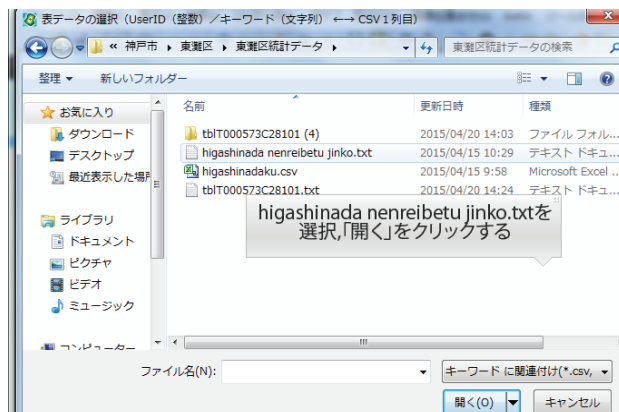 表データの選択（UserID（整数）／キーワード（文字列） ←→ CSV１列目）
« 神戸市 ▸ 東灘区 ▸ 東灘区統計データ ▸
東灘区統計データの検索
整理 ▼ 新しいフォルダー
名前 更新日時 種類
お気に入り
ダウンロード
デスクトップ
最近表示した場所
ライブラリ
ドキュメント
ピクチャ
ビデオ
ミュージック
コンピューター
tblT000573C28101 (4) 2015/04/20 14:03 ファイル フォル...
higashinada nenreibetu jinko.txt 2015/04/15 10:29 テキスト ドキュ...
higashinadaku.csv 2015/04/15 9:58 Microsoft Excel ...
tblT000573C28101.txt 2015/04/20 14:24 テキスト ドキュ...
higashinada nenreibetu jinko.txtを
選択,「開く」をクリックする
ファイル名(N):
キーワード に関連付け(*.csv,
開く(O) キャンセル